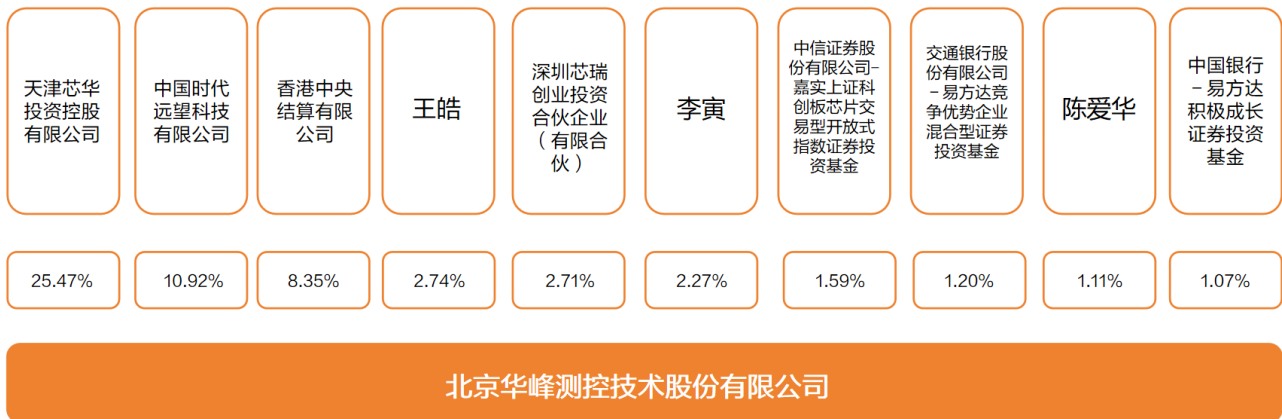 天津芯华
投资控股
有限公司
中国时代
远望科技
有限公司
香港中央
结算有限
公司
王皓
深圳芯瑞
创业投资
合伙企业
（有限合
伙）
李寅
中信证券股
份有限公司-
嘉实上证科
创板芯片交
易型开放式
指数证券投
资基金
交通银行股
份有限公司
-易方达竞
争优势企业
混合型证券
投资基金
陈爱华
中国银行
-易方达
积极成长
证券投资
基金
25.47%
10.92%
8.35%
2.74%
2.71%
2.27%
1.59%
1.20%
1.11%
1.07%
北京华峰测控技术股份有限公司